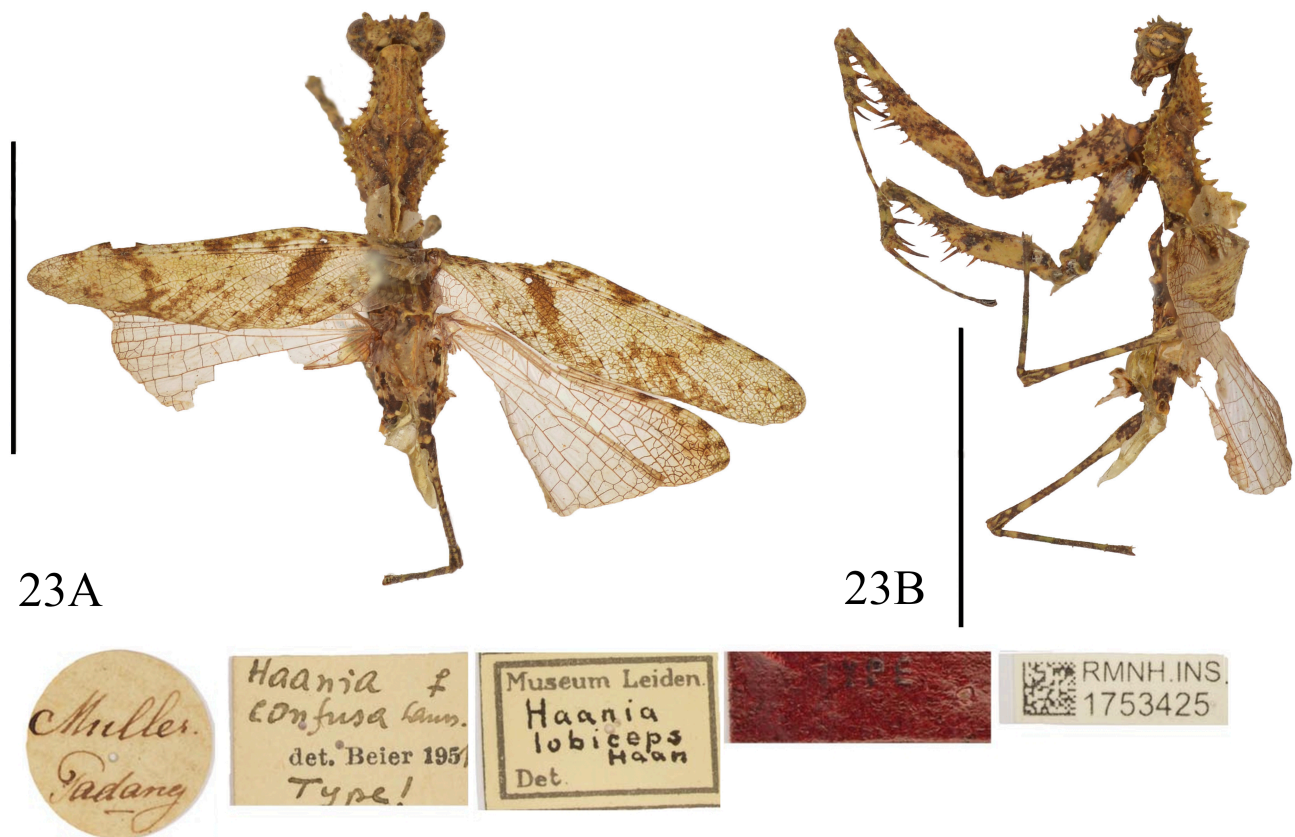 23A
23B
Muller.
Padang
Haania ♀
confusa
det. Beier 195
Type!
Museum Leiden.
Haania
lobiceps
Haan
Det.
TYPE
RMNH.INS.
1753425